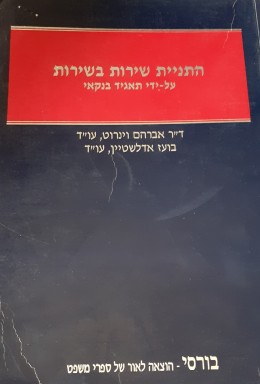 התניית שירות בשירות
על-ידי תאגיד בנקאי
ד"ר אברהם וינרוט, עו"ד
בועז אדלשטיין, עו"ד
בורסי - הוצאה לאור של ספרי משפט